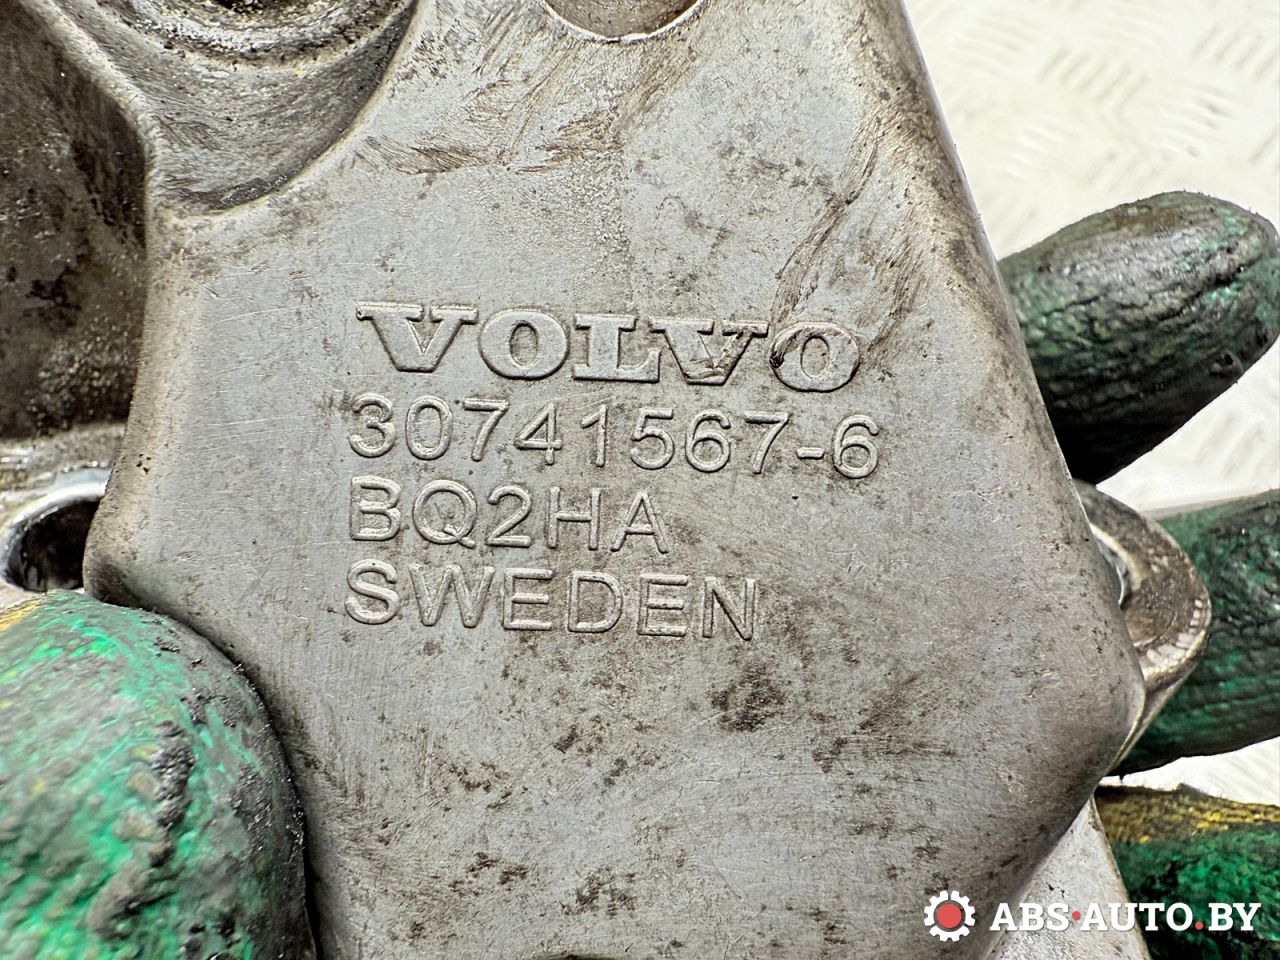 VOLVO
30741567-6
BQ2HA
SWEDEN
ABS·AUTO.BY